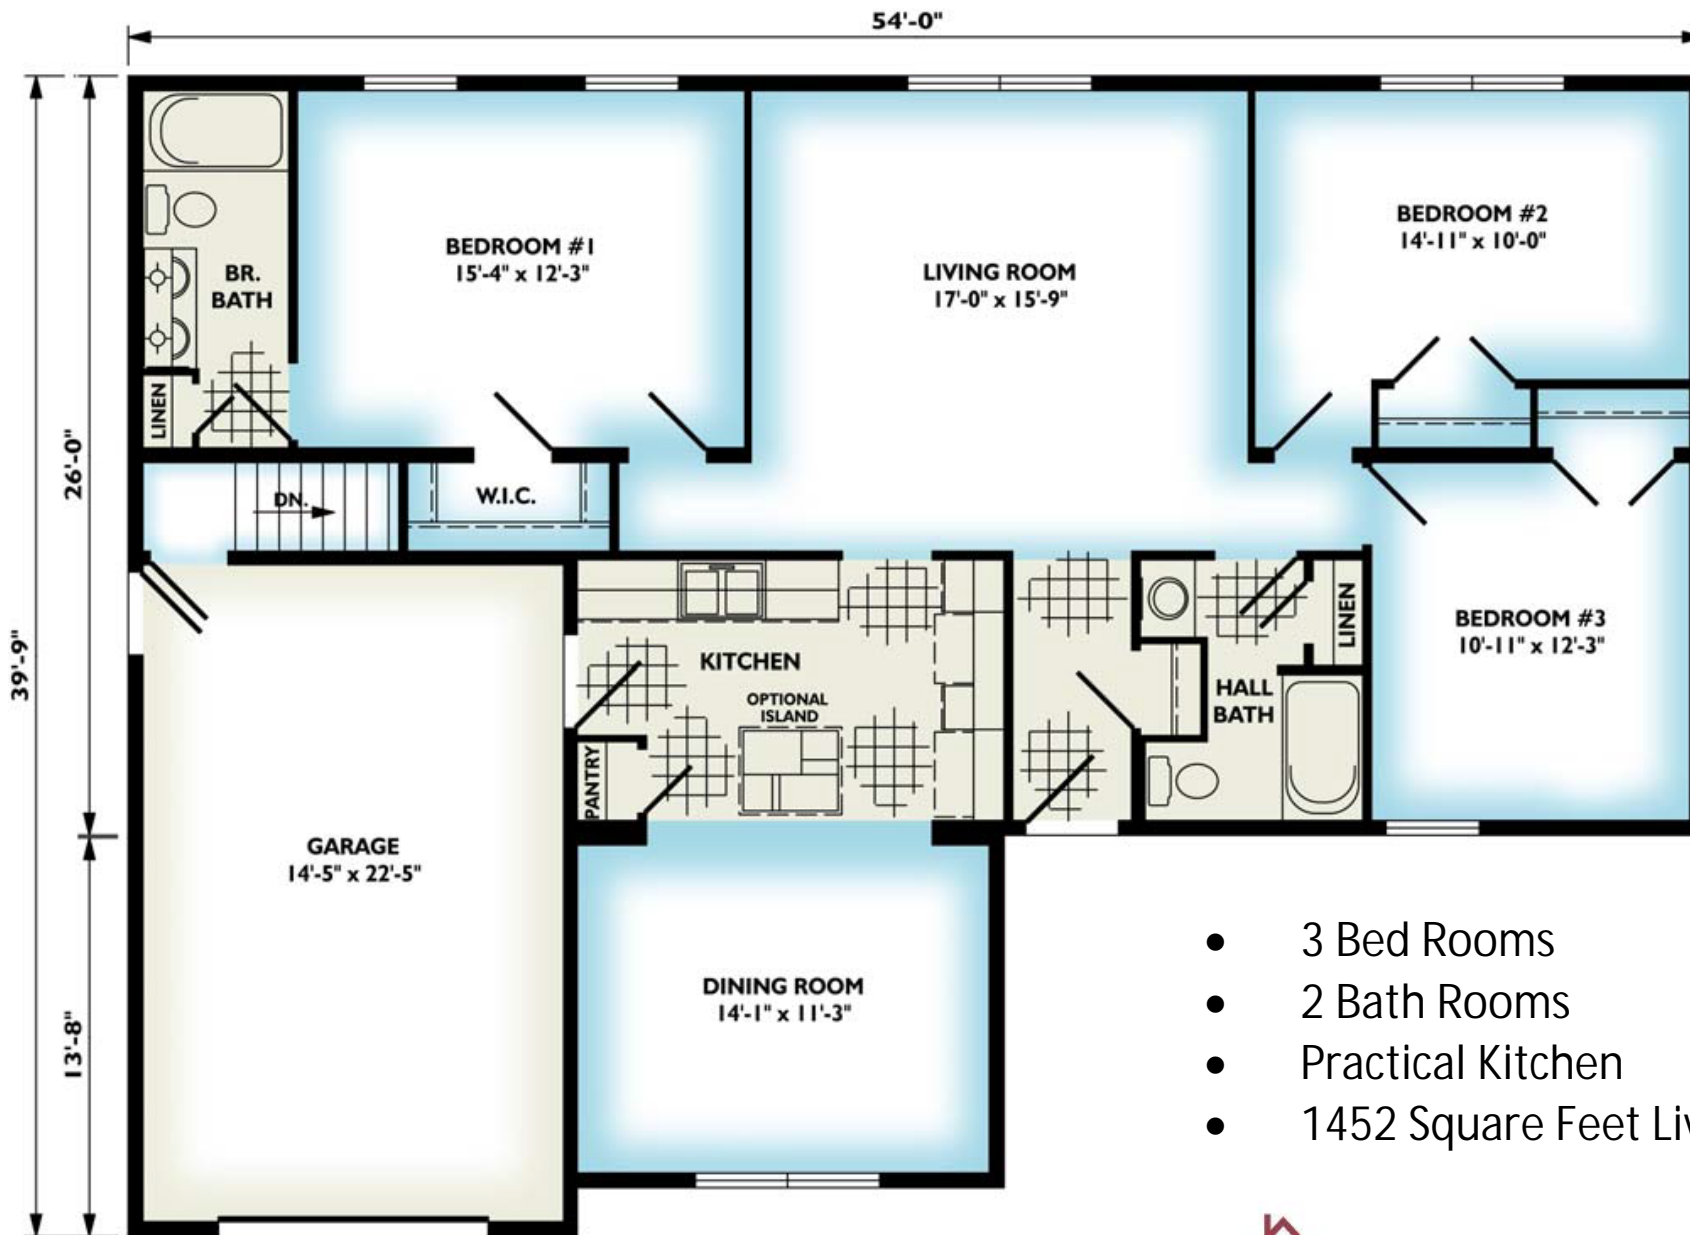 54'-0"
39'-9"
26'-0"
13'-8"
BR.
BATH
LINEN
BEDROOM #1
15'-4" x 12'-3"
LIVING ROOM
17'-0" x 15'-9"
BEDROOM #2
14'-11" x 10'-0"
DN.
W.I.C.
KITCHEN
OPTIONAL
ISLAND
PANTRY
HALL
BATH
LINEN
BEDROOM #3
10'-11" x 12'-3"
GARAGE
14'-5" x 22'-5"
DINING ROOM
14'-1" x 11'-3"
• 3 Bed Rooms
• 2 Bath Rooms
• Practical Kitchen
• 1452 Square Feet